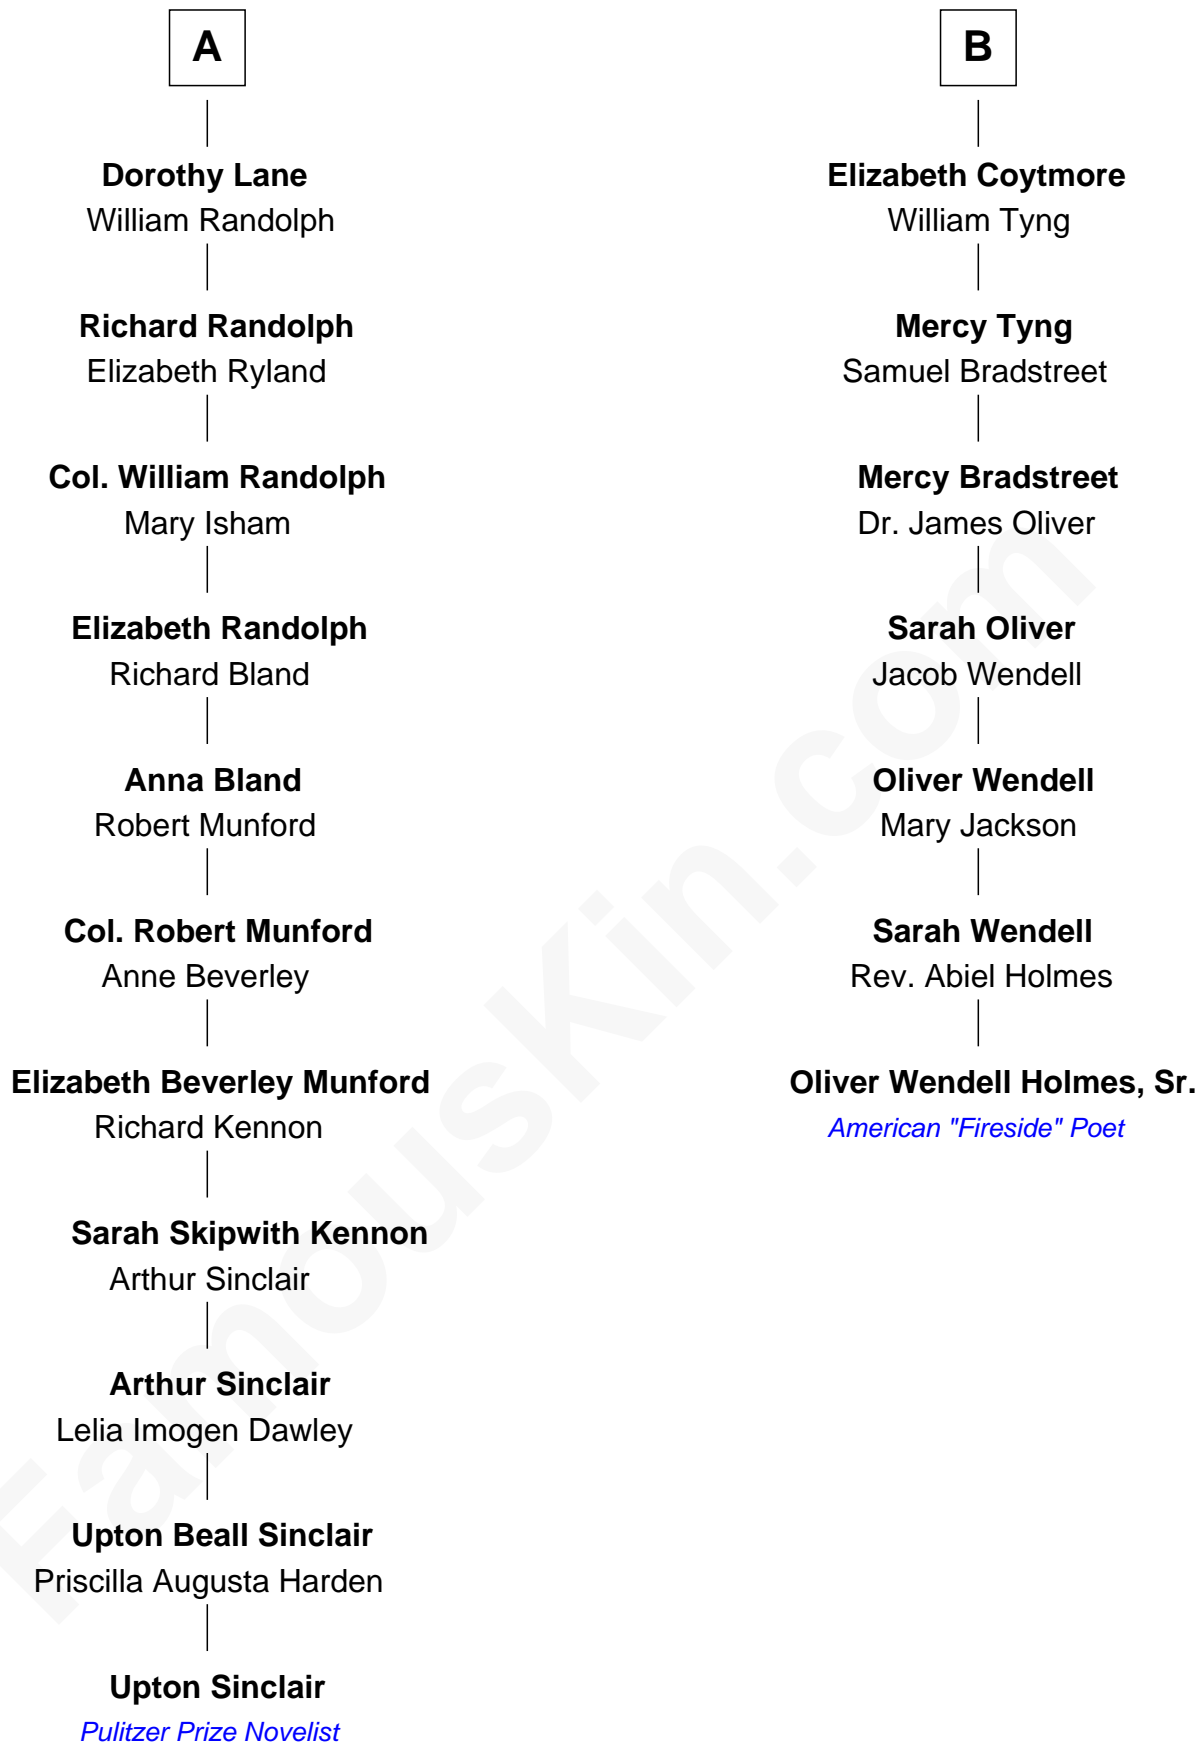 A
Dorothy Lane
William Randolph
Richard Randolph
Elizabeth Ryland
Col. William Randolph
Mary Isham
Elizabeth Randolph
Richard Bland
Anna Bland
Robert Munford
Col. Robert Munford
Anne Beverley
Elizabeth Beverley Munford
Richard Kennon
Sarah Skipwith Kennon
Arthur Sinclair
Arthur Sinclair
Lelia Imogen Dawley
Upton Beall Sinclair
Priscilla Augusta Harden
Upton Sinclair
Pulitzer Prize Novelist
B
Elizabeth Coytmore
William Tyng
Mercy Tyng
Samuel Bradstreet
Mercy Bradstreet
Dr. James Oliver
Sarah Oliver
Jacob Wendell
Oliver Wendell
Mary Jackson
Sarah Wendell
Rev. Abiel Holmes
Oliver Wendell Holmes, Sr.
American "Fireside" Poet
FamousKin.com